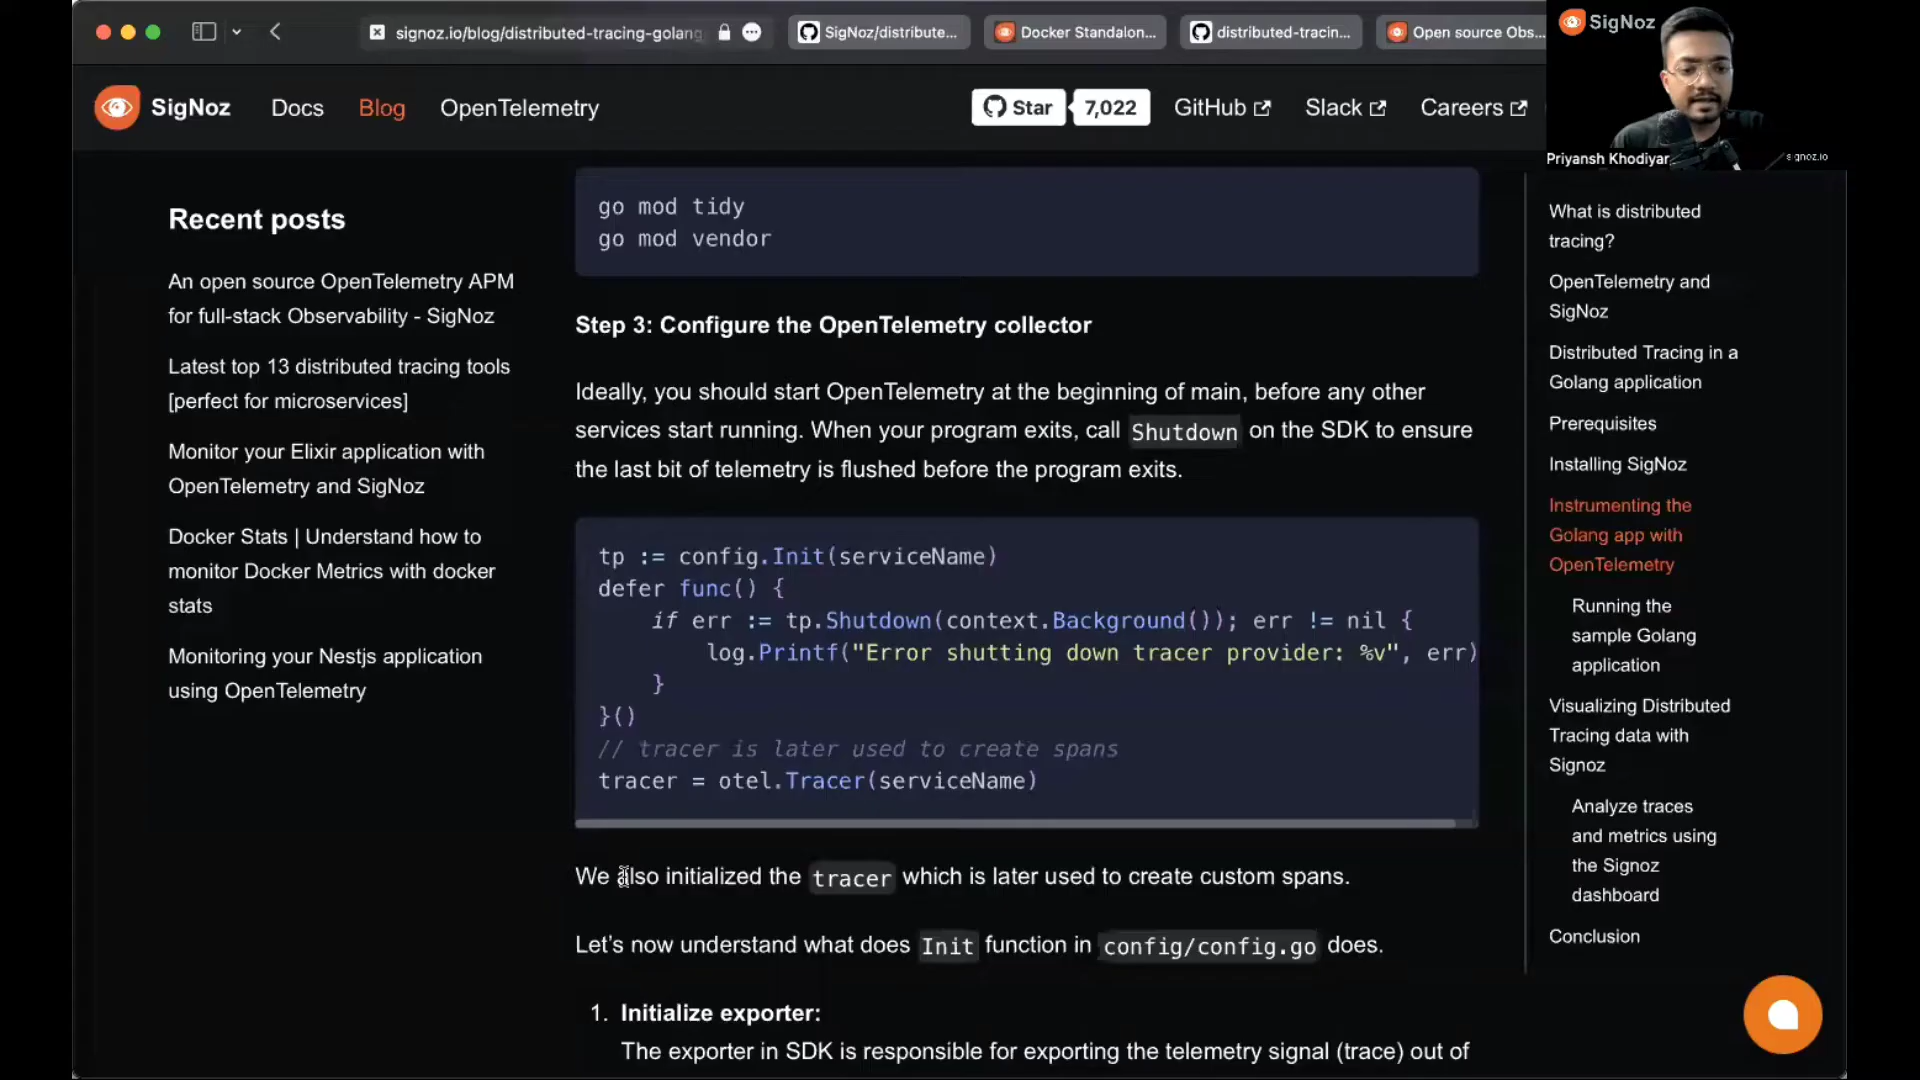 signoz.io/blog/distributed-tracing-golang
SigNoz/distribute...
Docker Standalon...
distributed-tracin...
Open source Obs...
SigNoz
Priyansh Khodiyar
SigNoz
Docs
Blog
OpenTelemetry
Star
7,022
GitHub
Slack
Careers
Recent posts
An open source OpenTelemetry APM
for full-stack Observability - SigNoz
Latest top 13 distributed tracing tools
[perfect for microservices]
Monitor your Elixir application with
OpenTelemetry and SigNoz
Docker Stats | Understand how to
monitor Docker Metrics with docker
stats
Monitoring your Nestjs application
using OpenTelemetry
go mod tidy
go mod vendor
Step 3: Configure the OpenTelemetry collector
Ideally, you should start OpenTelemetry at the beginning of main, before any other
services start running. When your program exits, call Shutdown on the SDK to ensure
the last bit of telemetry is flushed before the program exits.
tp := config.Init(serviceName)
defer func() {
if err := tp.Shutdown(context.Background()); err != nil {
log.Printf("Error shutting down tracer provider: %v", err)
}
}()
// tracer is later used to create spans
tracer = otel.Tracer(serviceName)
We also initialized the tracer which is later used to create custom spans.
Let's now understand what does Init function in config/config.go does.
1. Initialize exporter:
The exporter in SDK is responsible for exporting the telemetry signal (trace) out of
What is distributed
tracing?
OpenTelemetry and
SigNoz
Distributed Tracing in a
Golang application
Prerequisites
Installing SigNoz
Instrumenting the
Golang app with
OpenTelemetry
Running the
sample Golang
application
Visualizing Distributed
Tracing data with
Signoz
Analyze traces
and metrics using
the Signoz
dashboard
Conclusion